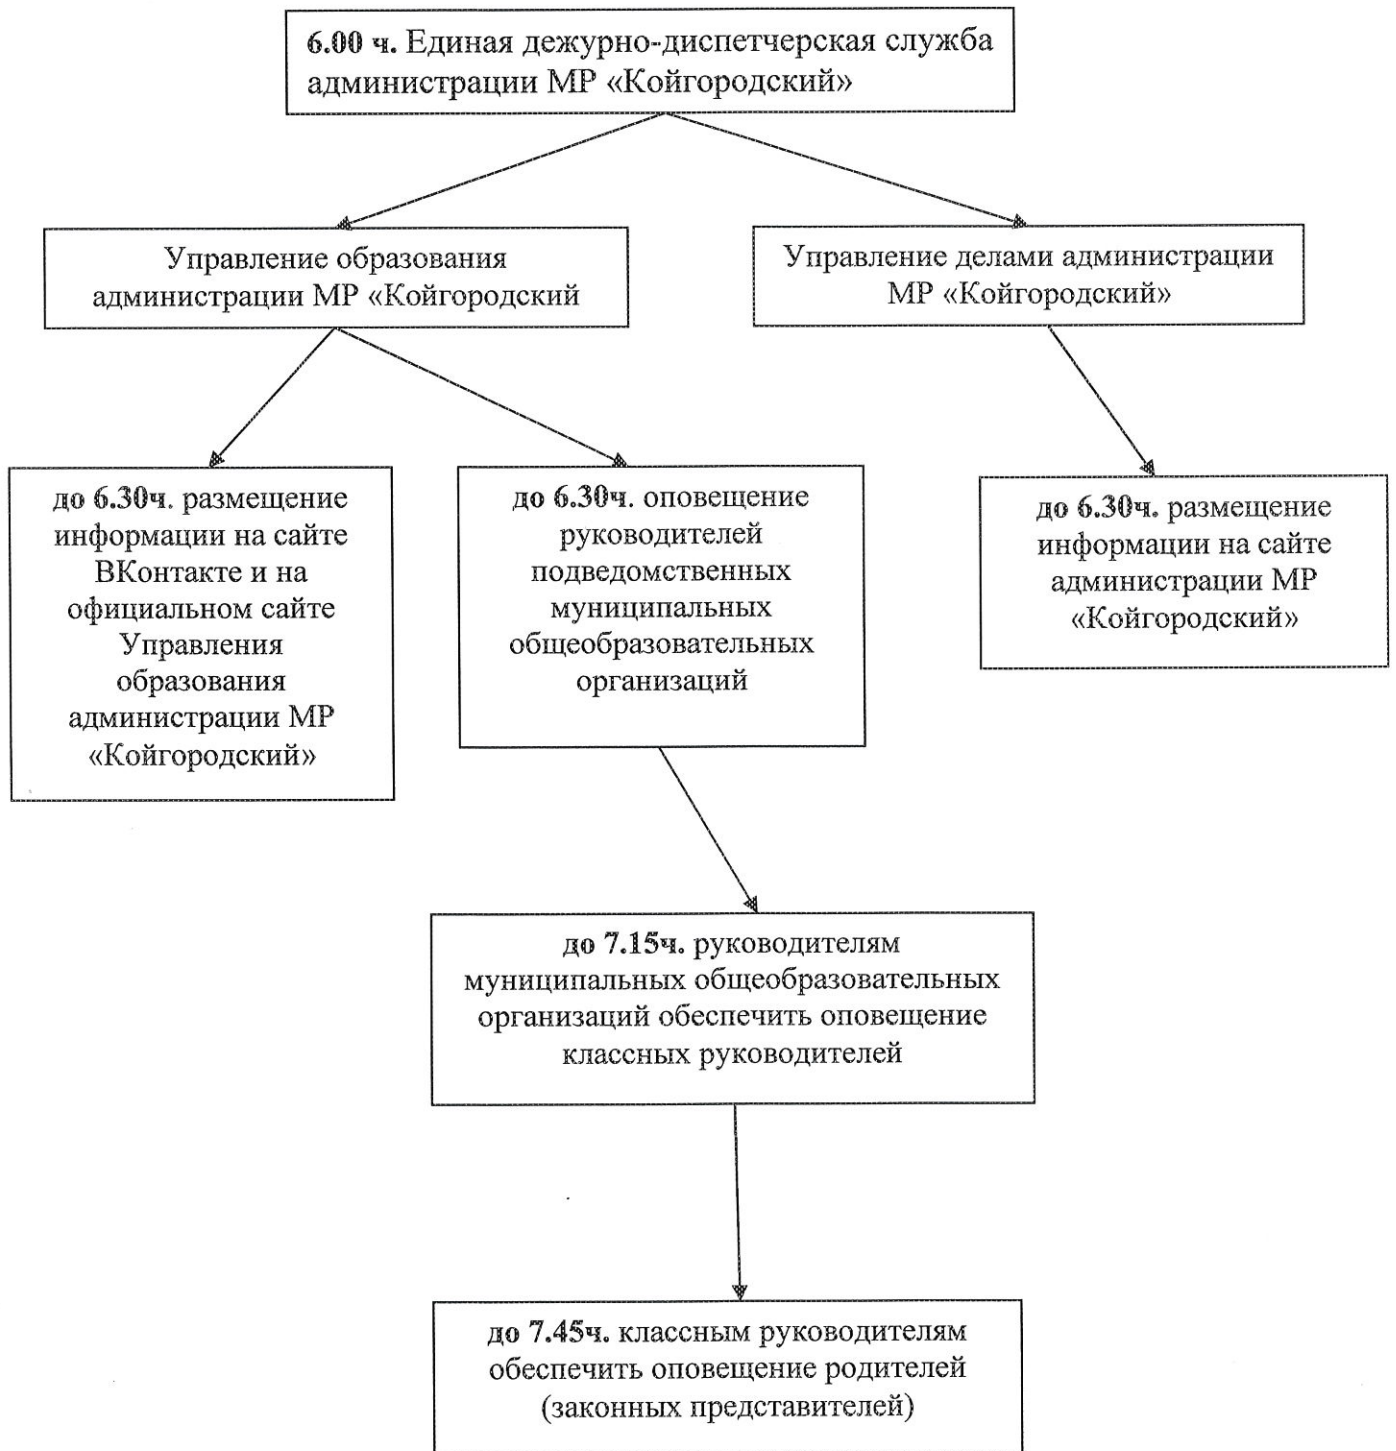 6.00 ч. Единая дежурно-диспетчерская служба
администрации МР «Койгородский»
Управление образования
администрации МР «Койгородский
Управление делами администрации
МР «Койгородский»
до 6.30ч. размещение
информации на сайте
ВКонтакте и на
официальном сайте
Управления
образования
администрации МР
«Койгородский»
до 6.30ч. оповещение
руководителей
подведомственных
муниципальных
общеобразовательных
организаций
до 6.30ч. размещение
информации на сайте
администрации МР
«Койгородский»
до 7.15ч. руководителям
муниципальных общеобразовательных
организаций обеспечить оповещение
классных руководителей
до 7.45ч. классным руководителям
обеспечить оповещение родителей
(законных представителей)